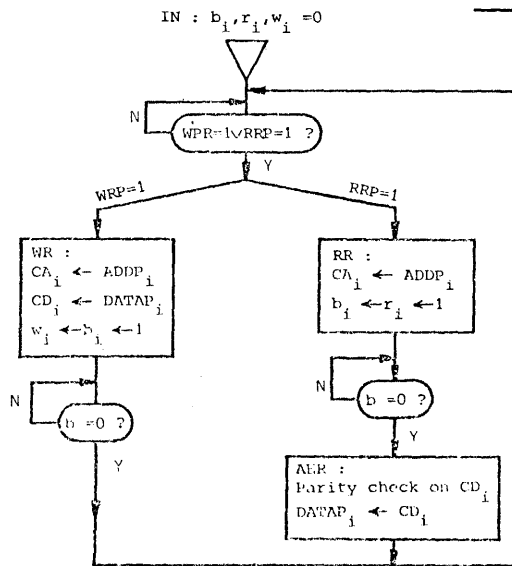 IN : b_i, r_i, w_i =0
N
WPR=1∨RRP=1 ?
Y
WRP=1
RRP=1
WR :
CA_i ← ADDP_i
CD_i ← DATAP_i
w_i ← b_i ← 1
N
b =0 ?
Y
RR :
CA_i ← ADDP_i
b_i ← r_i ← 1
N
b =0 ?
Y
AER :
Parity check on CD_i
DATAP_i ← CD_i